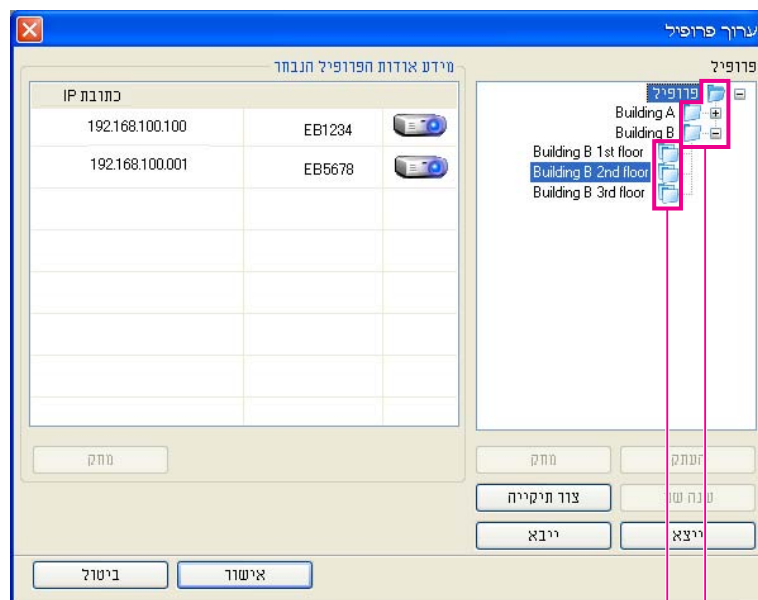 ערוך פרופיל
פרופיל
פרופיל
Building A
Building B
Building B 1st floor
Building B 2nd floor
Building B 3rd floor
העתק
מחק
שנה
צור תיקייה
ייצא
ייבא
מידע אודות הפרופיל הנבחר
כתובת IP
EB1234
192.168.100.100
EB5678
192.168.100.001
מחק
אישור
ביטול